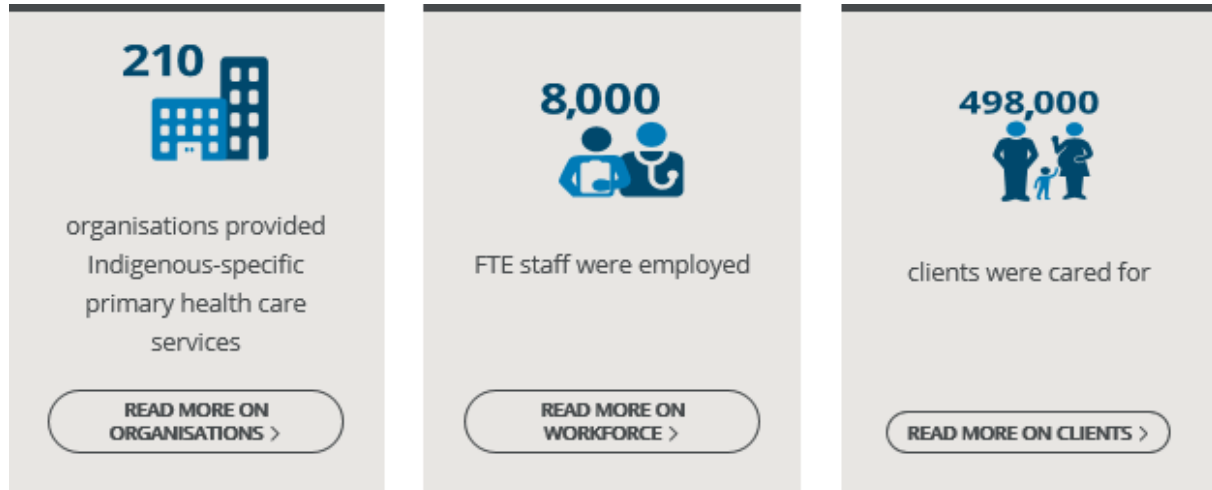 210
organisations provided
Indigenous-specific
primary health care
services
READ MORE ON
ORGANISATIONS >
8,000
FTE staff were employed
READ MORE ON
WORKFORCE >
498,000
clients were cared for
READ MORE ON CLIENTS >